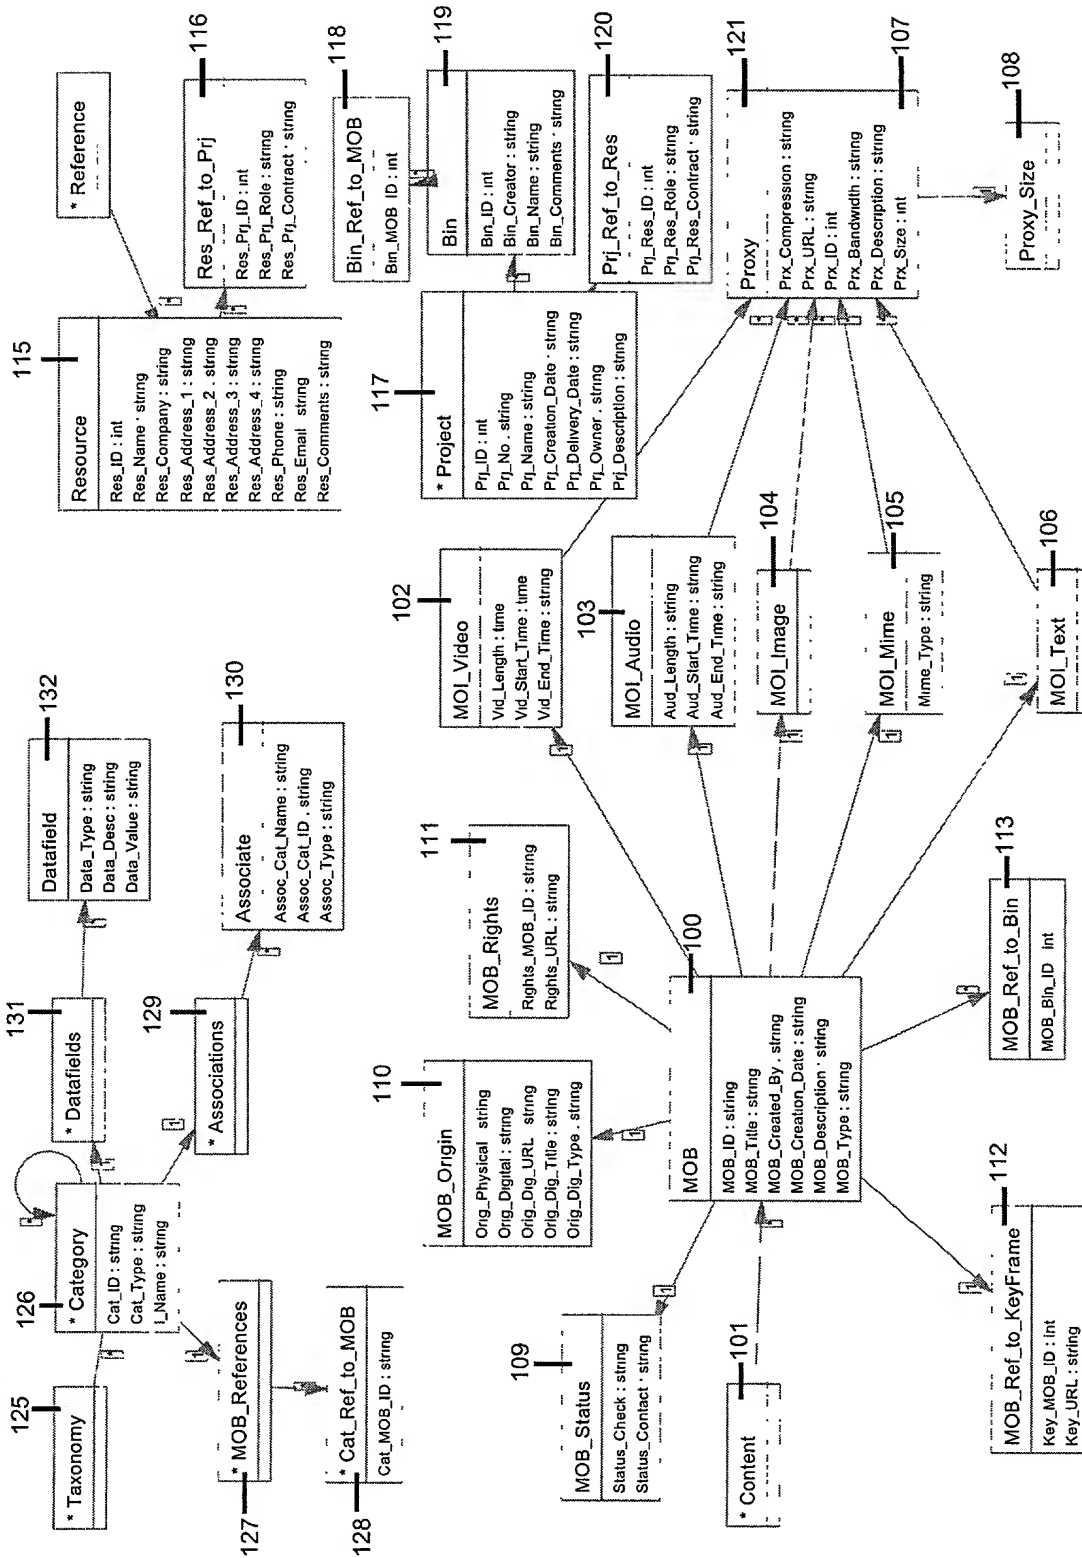 125
* Taxonomy
126
* Category
Cat_ID : string
Cat_Type : string
l_Name : string
127
* MOB_References
128
* Cat_Ref_to_MOB
Cat_MOB_ID : string
131
* Datafields
132
Datafield
Data_Type : string
Data_Desc : string
Data_Value : string
129
* Associations
130
Associate
Assoc_Cat_Name : string
Assoc_Cat_ID . string
Assoc_Type : string
115
Resource
Res_ID : int
Res_Name : string
Res_Company : string
Res_Address_1 : string
Res_Address_2 . string
Res_Address_3 : string
Res_Address_4 : string
Res_Phone : string
Res_Email string
Res_Comments : string
* Reference
116
Res_Ref_to_Prj
Res_Prj_ID : int
Res_Prj_Role : string
Res_Prj_Contract : string
117
* Project
Prj_ID : int
Prj_No . string
Prj_Name : string
Prj_Creation_Date : string
Prj_Delivery_Date : string
Prj_Owner . string
Prj_Description : string
118
Bin_Ref_to_MOB
Bin_MOB ID : int
119
Bin
Bin_ID : int
Bin_Creator : string
Bin_Name : string
Bin_Comments : string
120
Prj_Ref_to_Res
Prj_Res_ID : int
Prj_Res_Role : string
Prj_Res_Contract : string
109
MOB_Status
Status_Check : string
Status_Contact : string
110
MOB_Origin
Orig_Physical string
Orig_Digital : string
Orig_Dig_URL string
Orig_Dig_Title : string
Orig_Dig_Type . string
111
MOB_Rights
Rights_MOB_ID : string
Rights_URL : string
101
* Content
100
MOB
MOB_ID : string
MOB_Title : string
MOB_Created_By . string
MOB_Creation_Date : string
MOB_Description : string
MOB_Type : string
112
MOB_Ref_to_KeyFrame
Key_MOB_ID : int
Key_URL : string
113
MOB_Ref_to_Bin
MOB_Bin_ID int
102
MOI_Video
Vid_Length : time
Vid_Start_Time : time
Vid_End_Time : string
103
MOI_Audio
Aud_Length : string
Aud_Start_Time : string
Aud_End_Time : string
104
MOI_Image
105
MOI_Mime
Mime_Type : string
106
MOI_Text
121
Proxy
Prx_Compression : string
Prx_URL : string
Prx_ID : int
Prx_Bandwidth : string
Prx_Description : string
Prx_Size : int
107
108
Proxy_Size